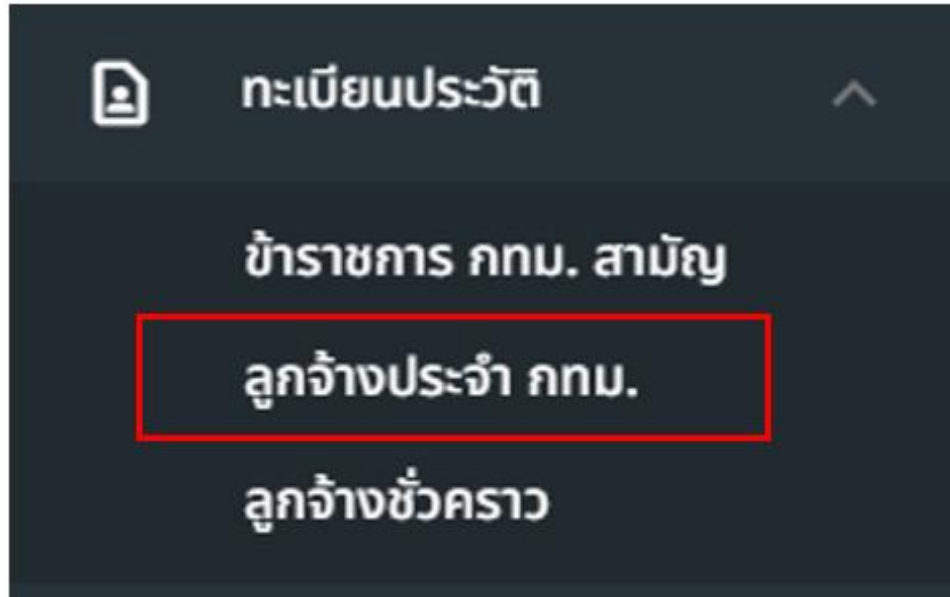 ทะเบียนประวัติ
ข้าราชการ กทม. สามัญ
ลูกจ้างประจำ กทม.
ลูกจ้างชั่วคราว